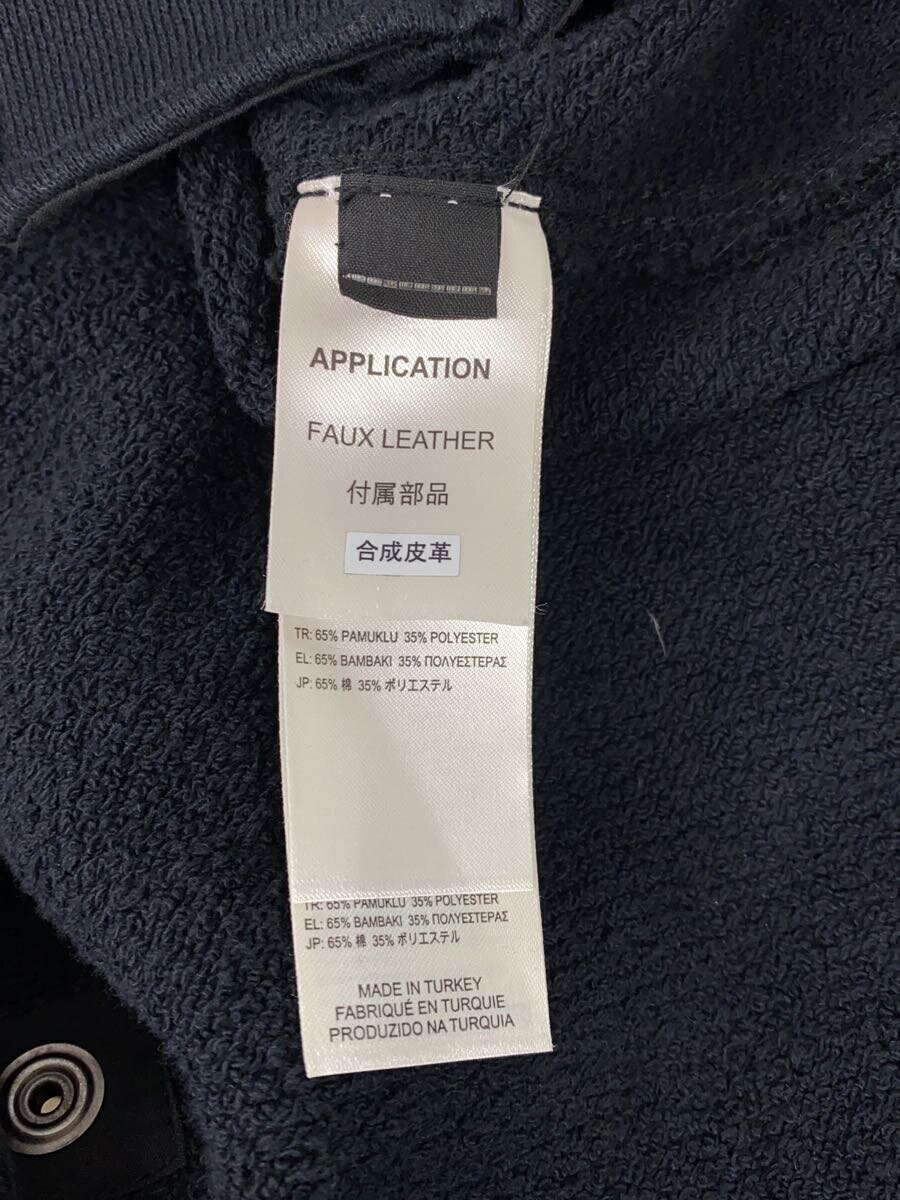 APPLICATION
FAUX LEATHER
付属部品
合成皮革
TR: 65% PAMUKLU 35% POLYESTER
EL: 65% BAMBAKI 35% ΠΟΛΥΕΣΤΕΡΑΣ
JP: 65% 棉 35% ポリエステル
TR: 65% PAMUKLU 35% POLYESTER
EL: 65% BAMBAKI 35% ΠΟΛΥΕΣΤΕΡΑΣ
JP: 65% 棉 35% ポリエステル
MADE IN TURKEY
FABRIQUÉ EN TURQUIE
PRODUZIDO NA TURQUIA